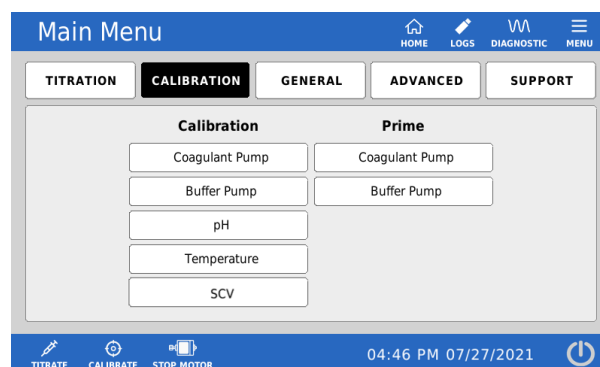 Main Menu
HOME LOGS DIAGNOSTIC MENU
TITRATION CALIBRATION GENERAL ADVANCED SUPPORT
Calibration Prime
Coagulant Pump Coagulant Pump
Buffer Pump Buffer Pump
pH
Temperature
SCV
04:46 PM 07/27/2021
TITRATE CALIBRATE STOP MOTOR